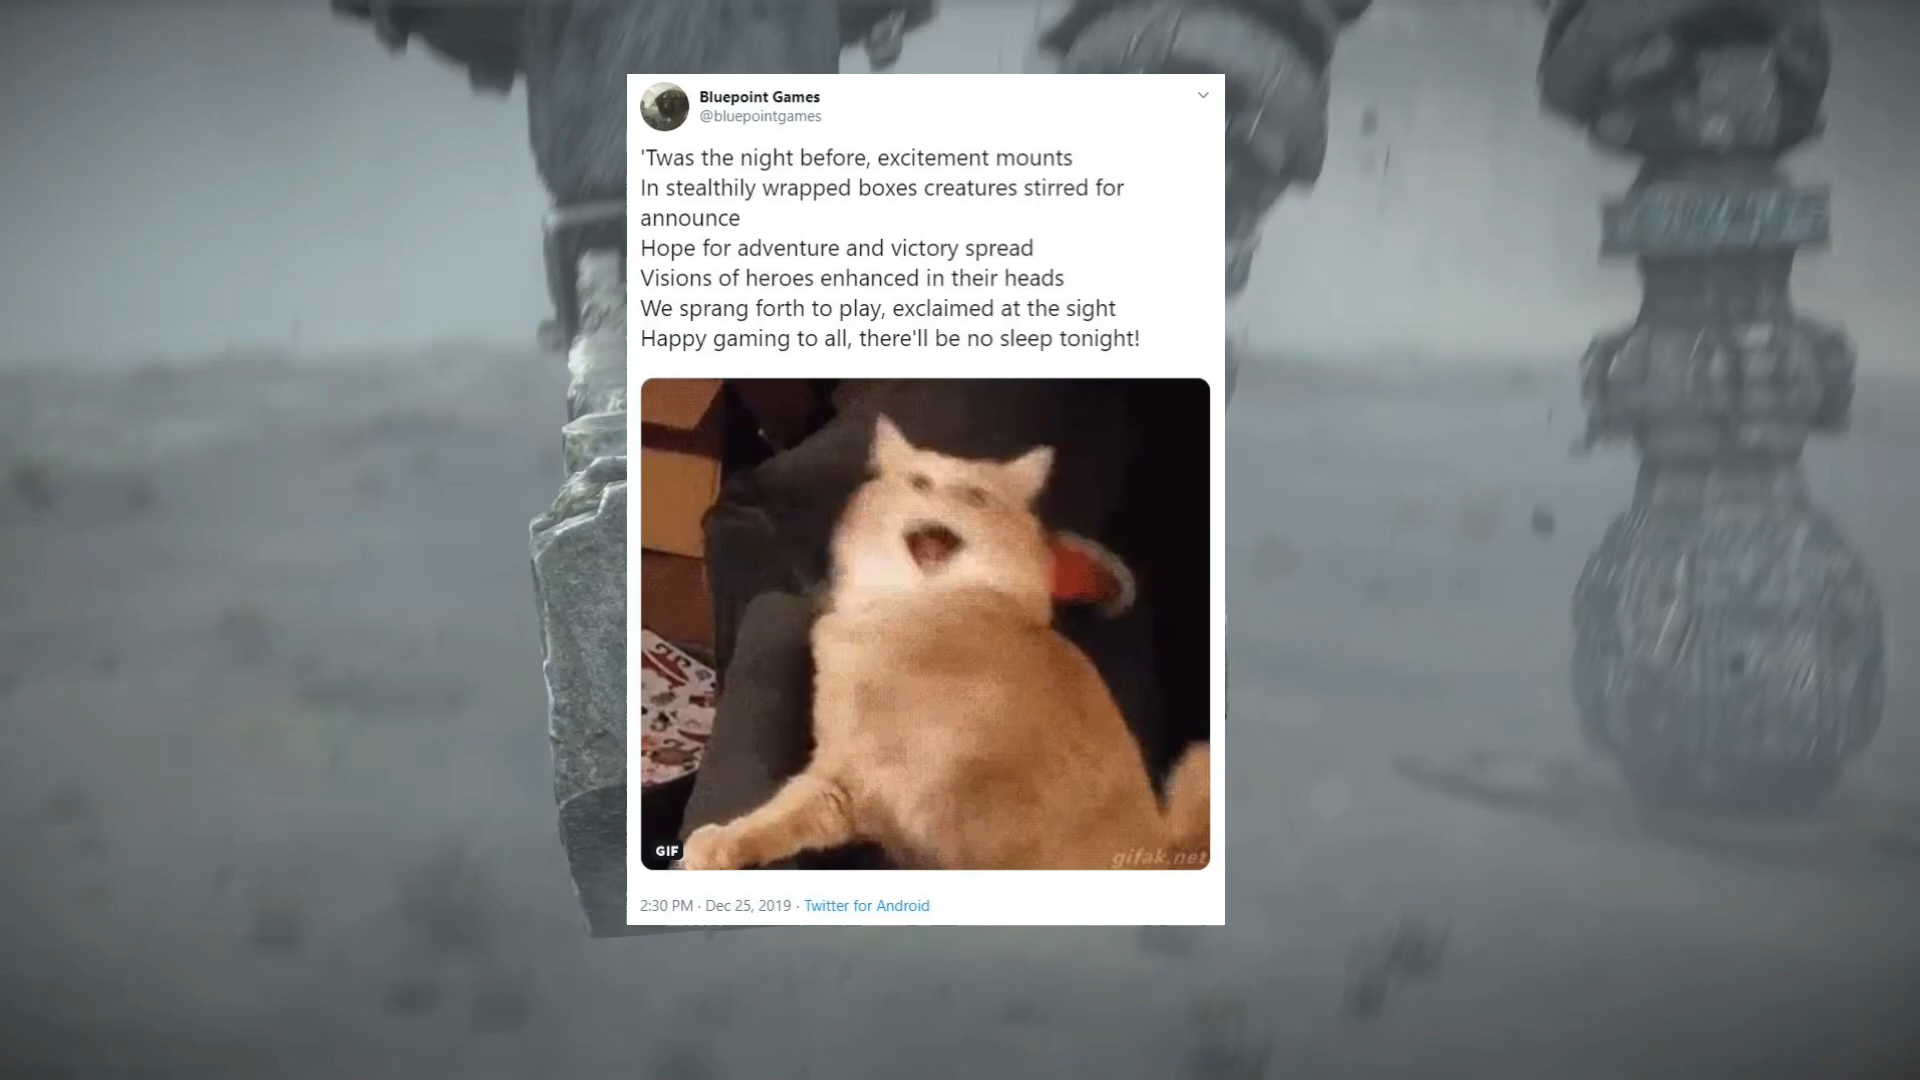 Bluepoint Games
@bluepointgames
'Twas the night before, excitement mounts
In stealthily wrapped boxes creatures stirred for
announce
Hope for adventure and victory spread
Visions of heroes enhanced in their heads
We sprang forth to play, exclaimed at the sight
Happy gaming to all, there'll be no sleep tonight!
GIF
gifak.net
2:30 PM · Dec 25, 2019 · Twitter for Android